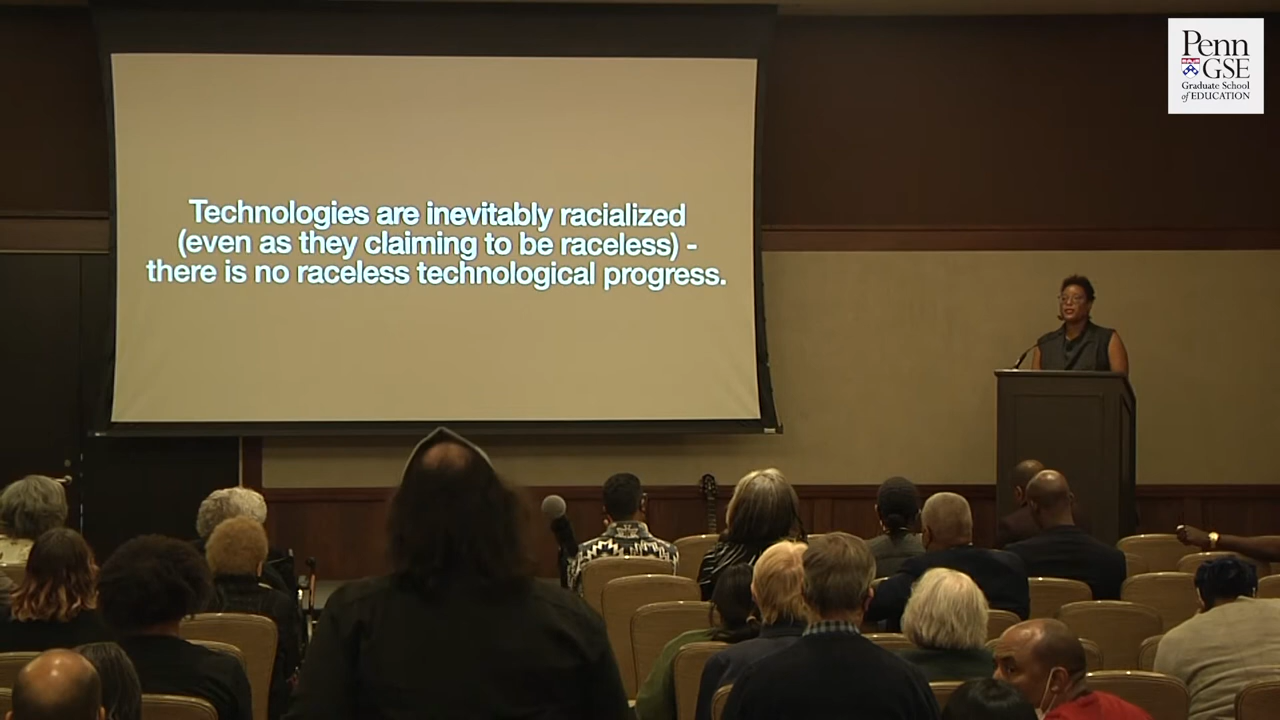 Penn
GSE
Graduate School
of EDUCATION
Technologies are inevitably racialized
(even as they claiming to be raceless) -
there is no raceless technological progress.